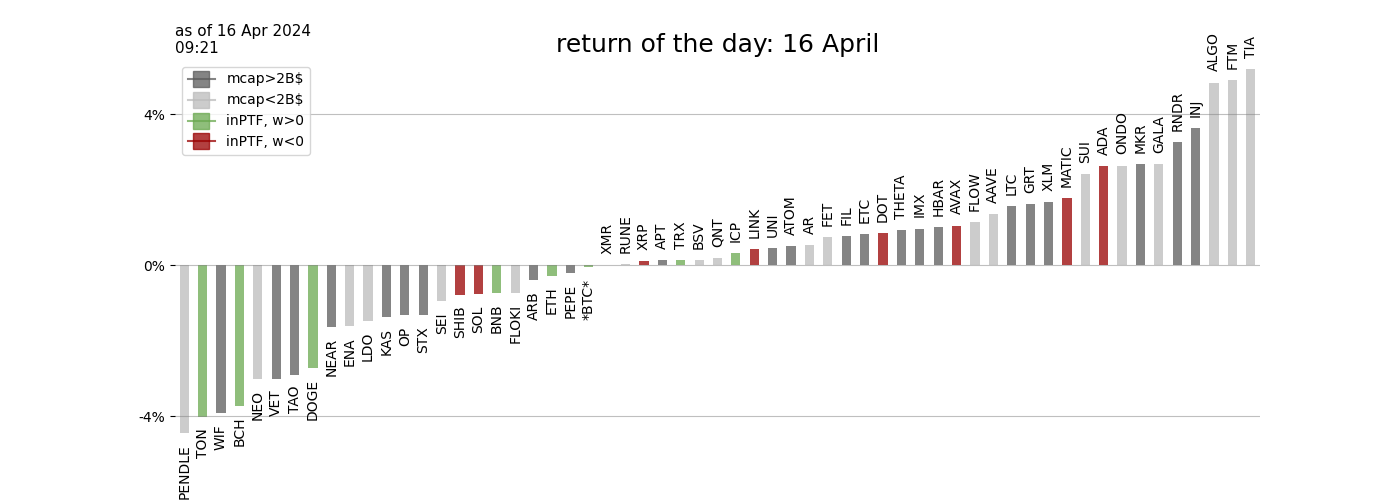 as of 16 Apr 2024
09:21
return of the day: 16 April
mcap>2B$
mcap<2B$
inPTF, w>0
inPTF, w<0
4%
0%
-4%
PENDLE
TON
WIF
BCH
NEO
VET
TAO
DOGE
NEAR
ENA
LDO
KAS
OP
STX
SEI
SHIB
SOL
BNB
FLOKI
ARB
ETH
PEPE
*BTC*
XMR
RUNE
XRP
APT
TRX
BSV
QNT
ICP
LINK
UNI
ATOM
AR
FET
FIL
ETC
DOT
THETA
IMX
HBAR
AVAX
FLOW
AAVE
LTC
GRT
XLM
MATIC
SUI
ADA
ONDO
MKR
GALA
RNDR
INJ
ALGO
FTM
TIA